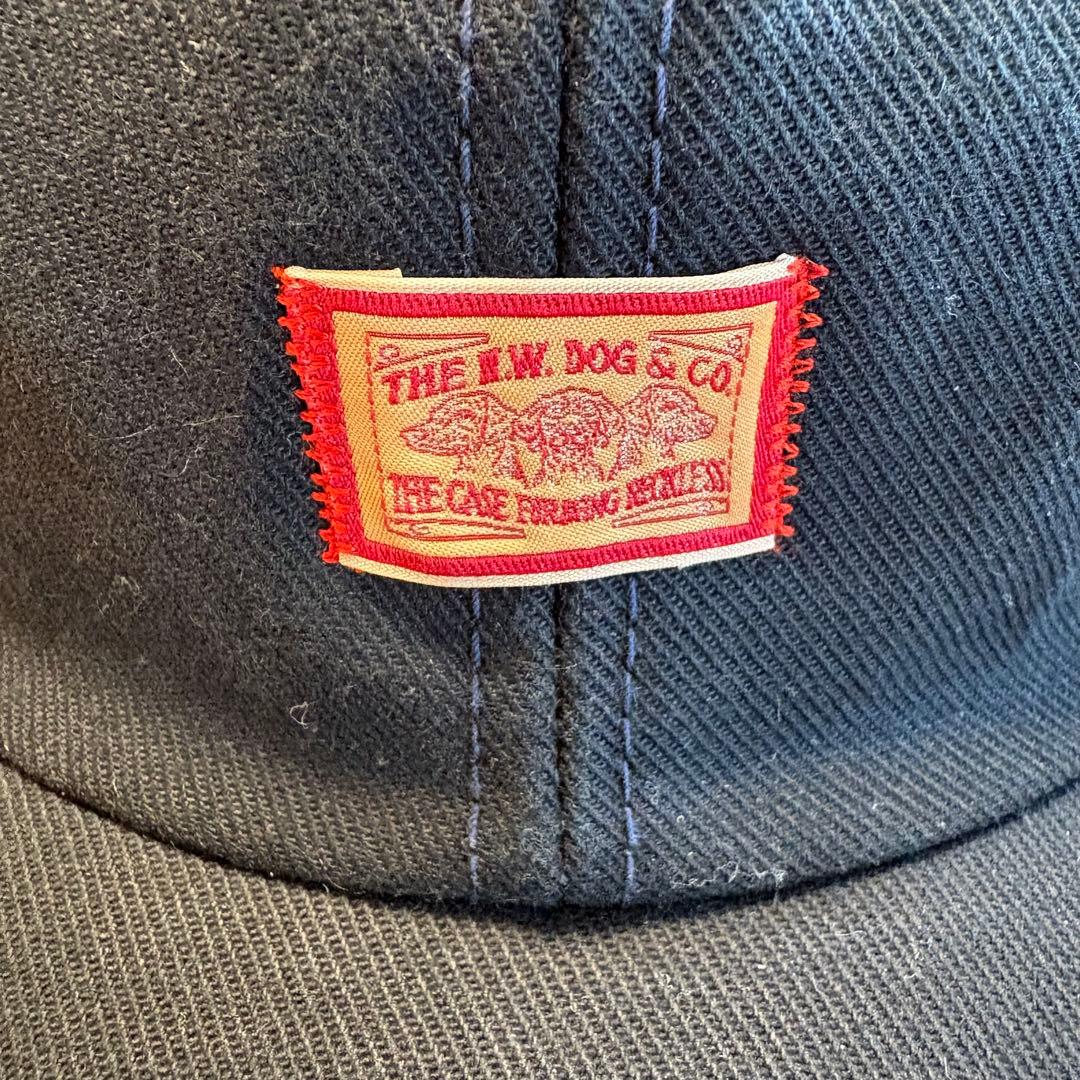 THE H.W. DOG & CO.
THE CASE FOR BEING RECKLESS